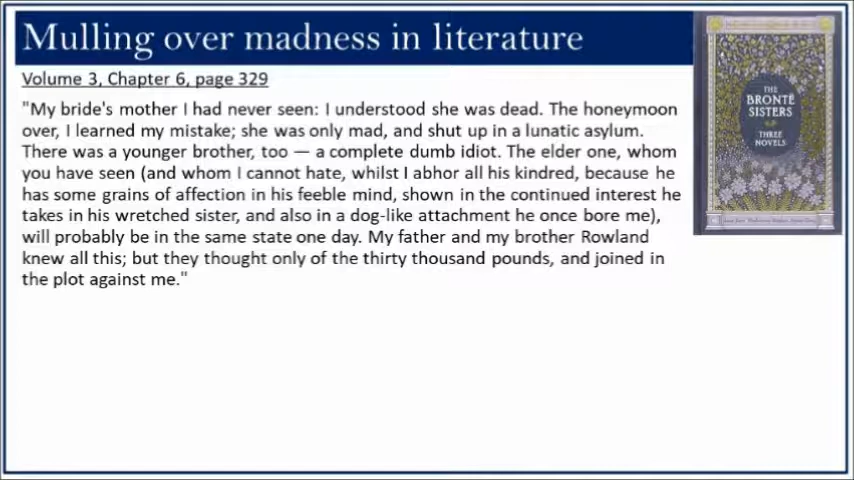 Mulling over madness in literature
Volume 3, Chapter 6, page 329
"My bride's mother I had never seen: I understood she was dead. The honeymoon
over, I learned my mistake; she was only mad, and shut up in a lunatic asylum.
There was a younger brother, too — a complete dumb idiot. The elder one, whom
you have seen (and whom I cannot hate, whilst I abhor all his kindred, because he
has some grains of affection in his feeble mind, shown in the continued interest he
takes in his wretched sister, and also in a dog-like attachment he once bore me),
will probably be in the same state one day. My father and my brother Rowland
knew all this; but they thought only of the thirty thousand pounds, and joined in
the plot against me."
THE
BRONTË
SISTERS
THREE
NOVELS